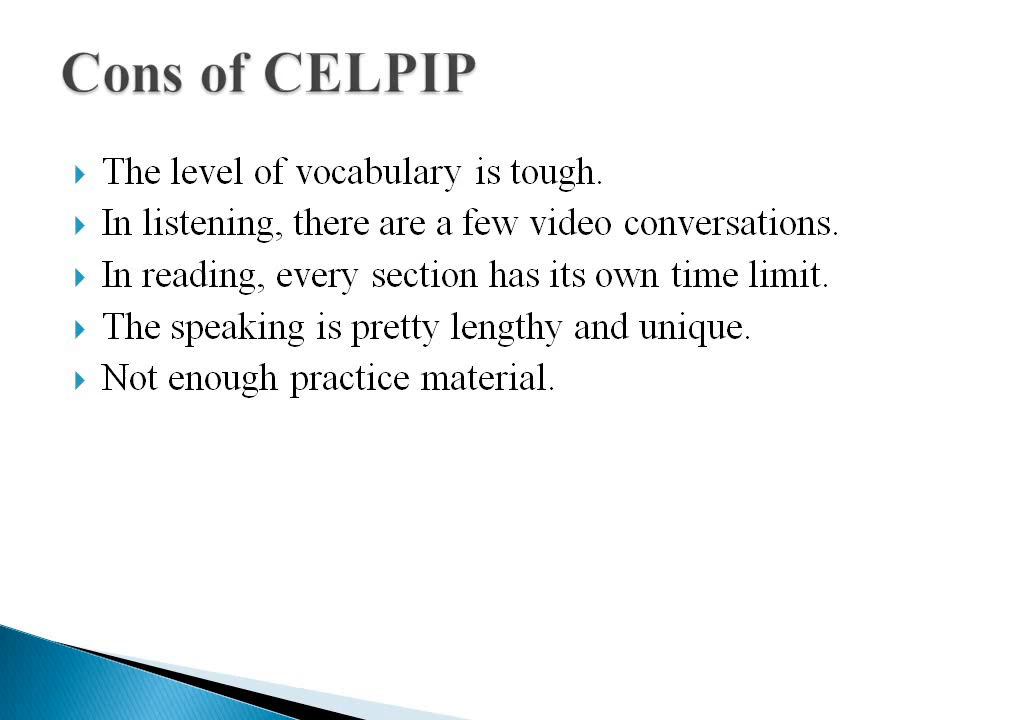 Cons of CELPIP
The level of vocabulary is tough.
In listening, there are a few video conversations.
In reading, every section has its own time limit.
The speaking is pretty lengthy and unique.
Not enough practice material.